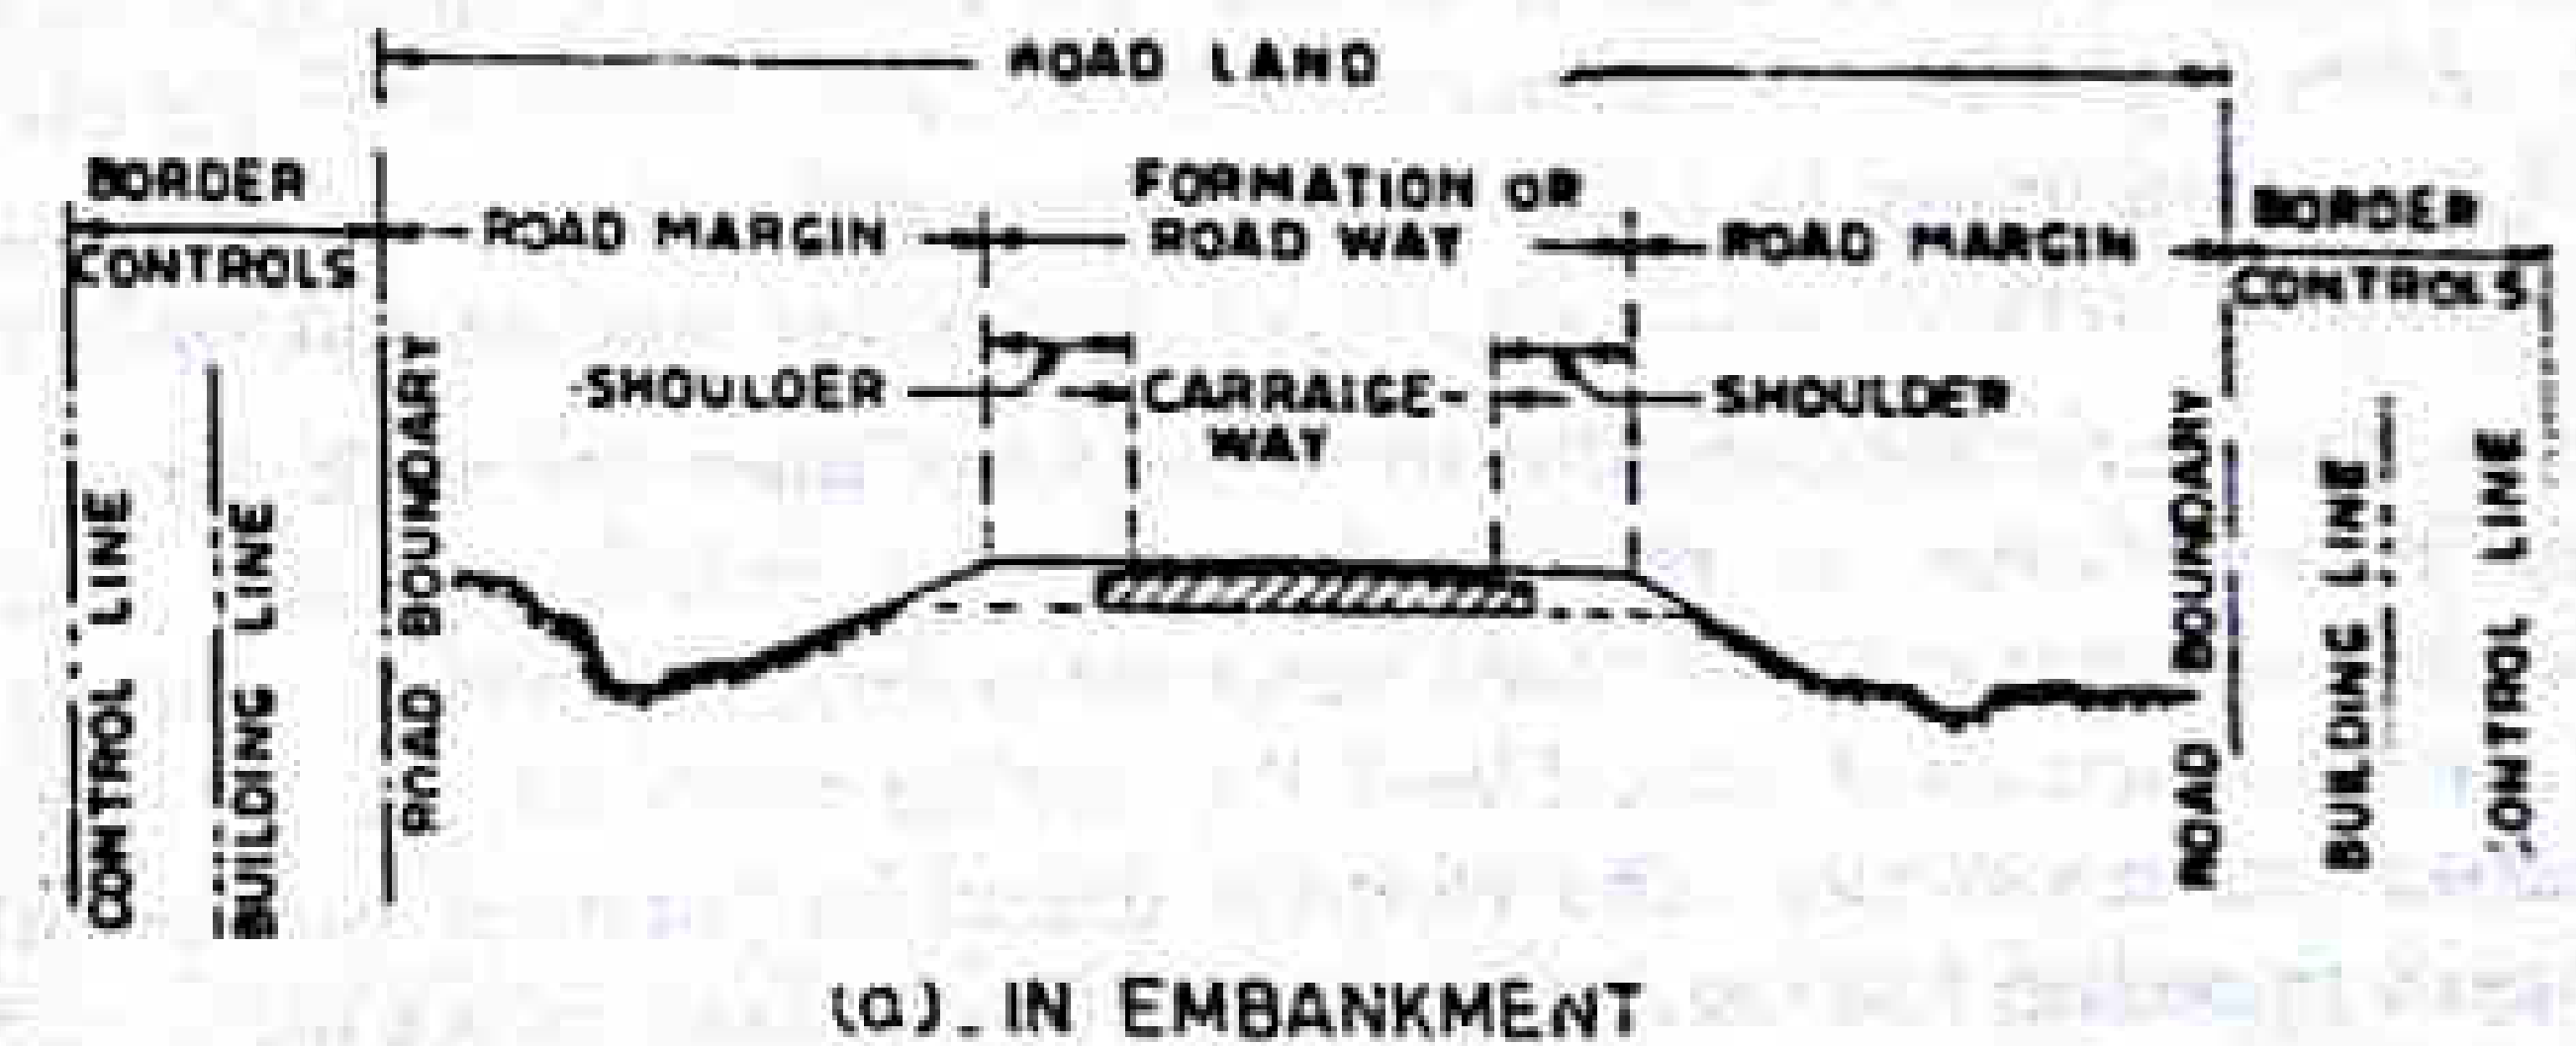 ROAD LAND
BORDER
CONTROLS
ROAD MARGIN
FORMATION OR
ROAD WAY
ROAD MARGIN
BORDER
CONTROLS
-SHOULDER
CARRAIGE-
WAY
SHOULDER
CONTROL LINE
BUILDING LINE
ROAD BOUNDARY
ROAD BOUNDARY
BUILDING LINE
CONTROL LINE
(a). IN EMBANKMENT